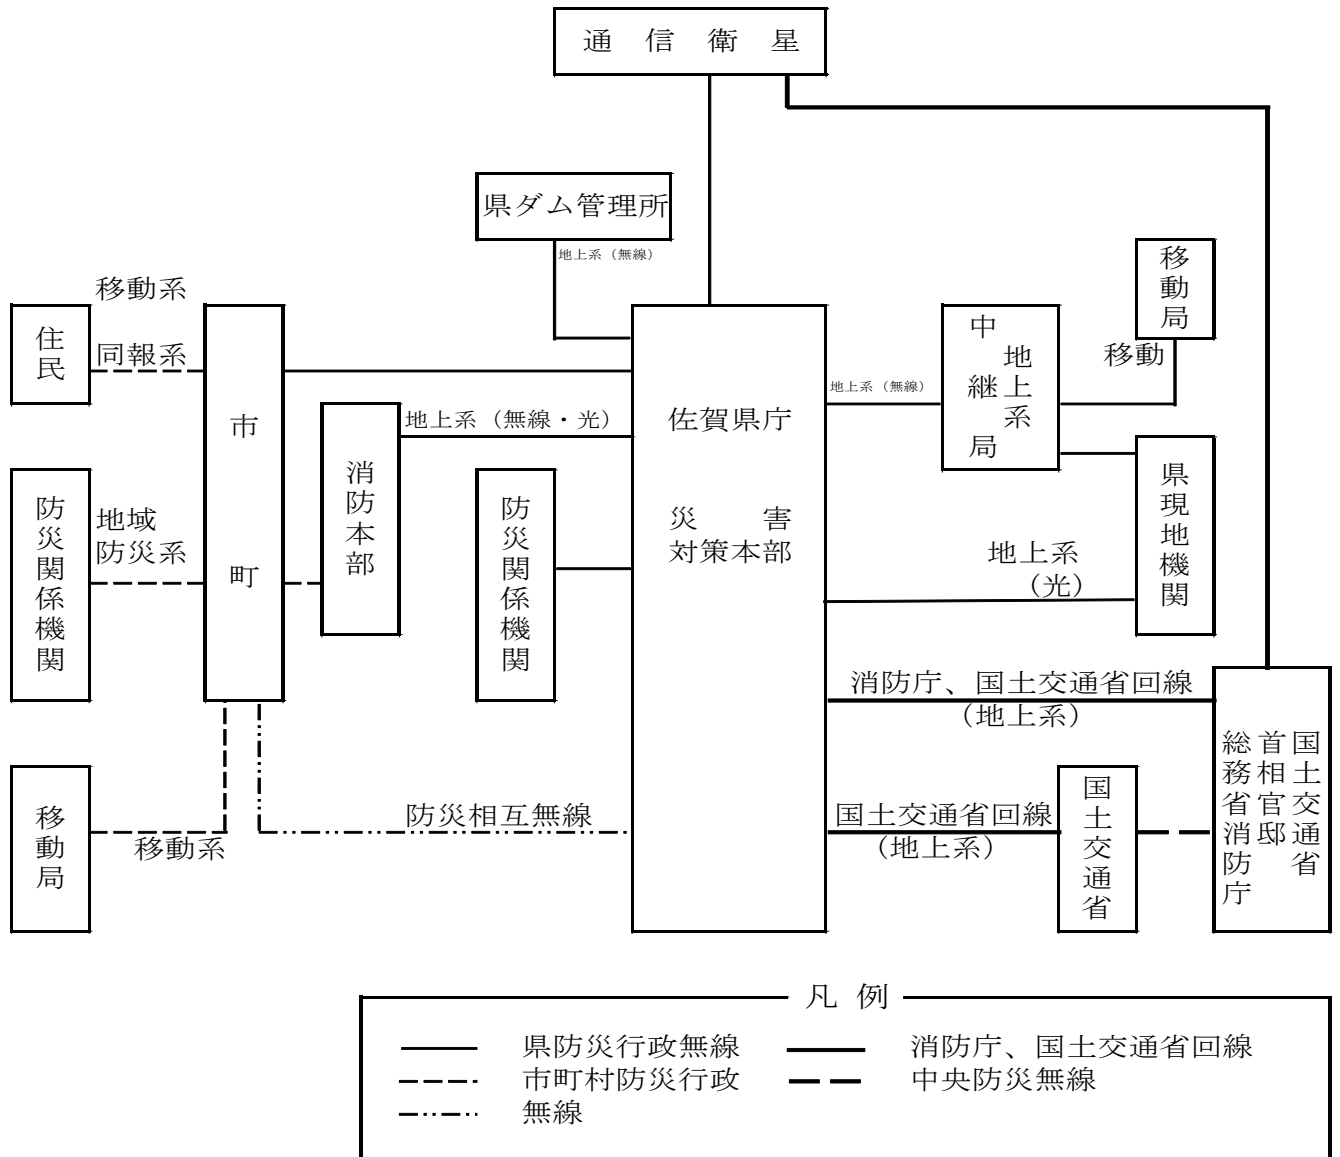 通信衛星
県ダム管理所
地上系（無線）
移動局
移動系
住民
同報系
市町
中継局
地上系
移動
地上系（無線）
佐賀県庁
地上系（無線・光）
消防本部
防災関係機関
地域
防災系
防災関係機関
災害
対策本部
県現地機関
地上系
（光）
消防庁、国土交通省回線
（地上系）
総務省消防庁
首相官邸
国土交通省
移動局
移動系
防災相互無線
国土交通省回線
（地上系）
国土交通省
凡例
県防災行政無線
消防庁、国土交通省回線
市町村防災行政
中央防災無線
無線